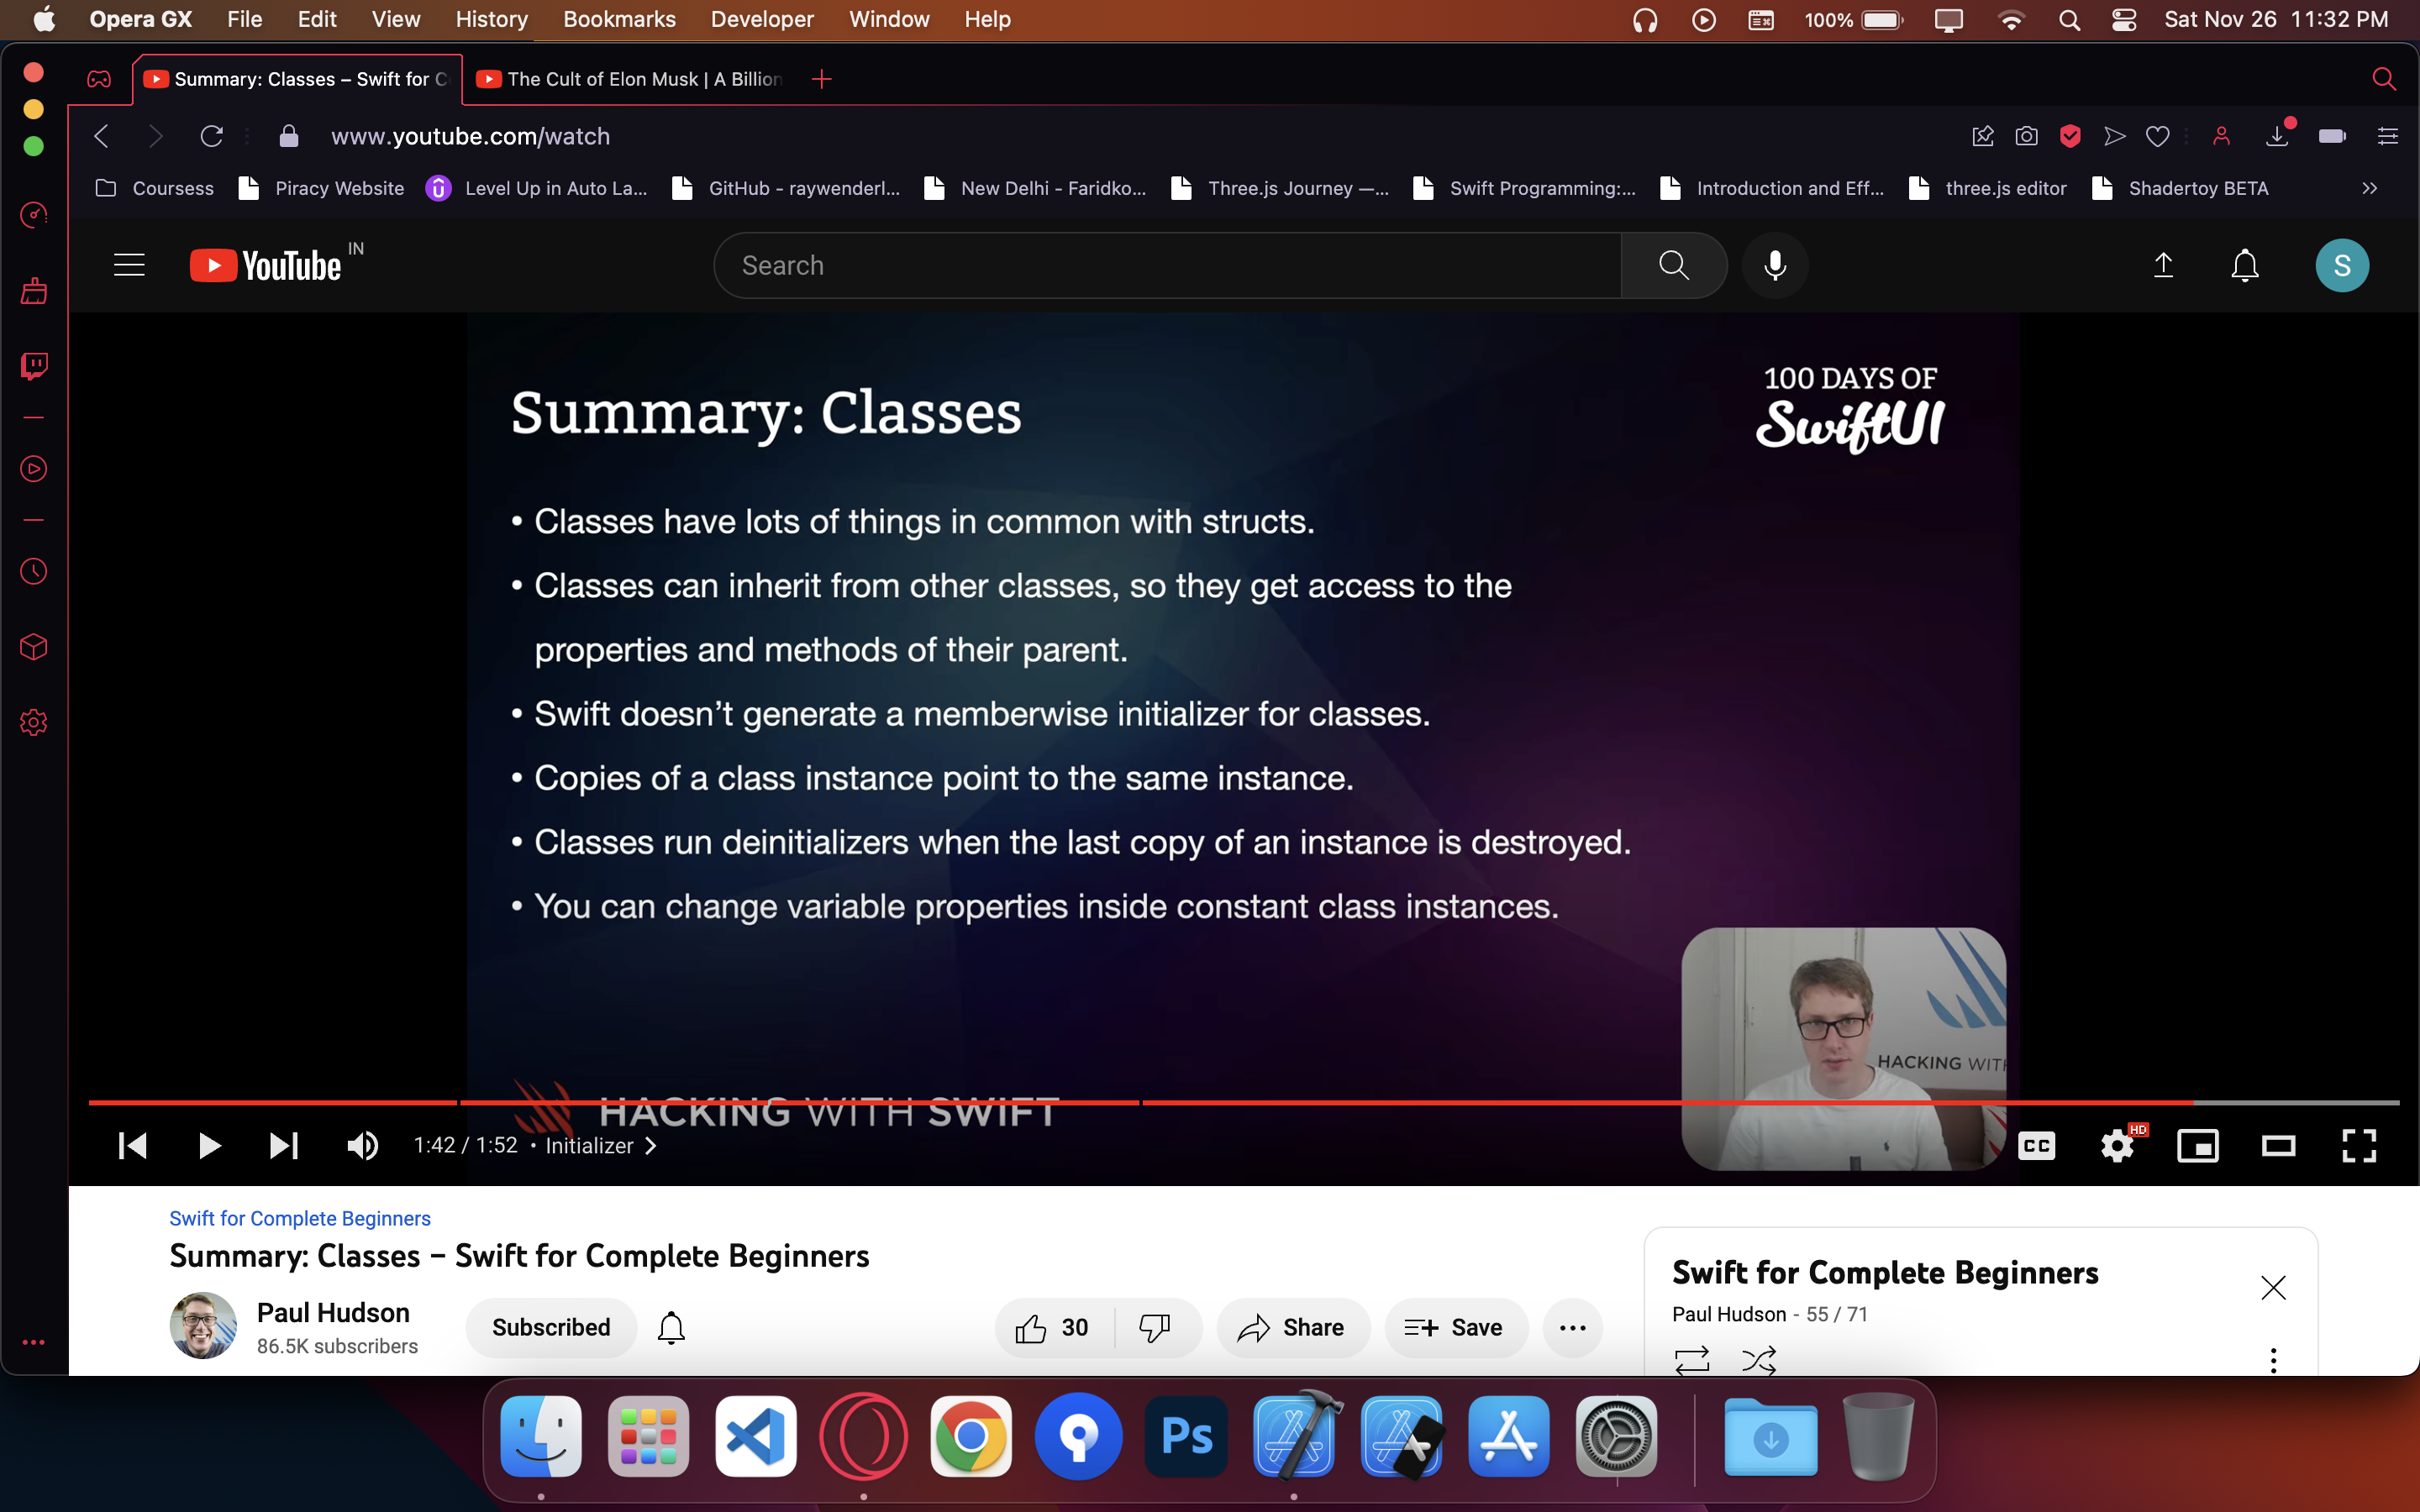 Opera GX File Edit View History Bookmarks Developer Window Help 100% Sat Nov 26 11:32 PM
Summary: Classes – Swift for C The Cult of Elon Musk | A Billion
www.youtube.com/watch
Coursess Piracy Website Level Up in Auto La... GitHub - raywenderl... New Delhi - Faridko... Three.js Journey —... Swift Programming:... Introduction and Eff... three.js editor Shadertoy BETA
YouTube IN Search S
100 DAYS OF
SwiftUI
Summary: Classes
• Classes have lots of things in common with structs.
• Classes can inherit from other classes, so they get access to the
properties and methods of their parent.
• Swift doesn’t generate a memberwise initializer for classes.
• Copies of a class instance point to the same instance.
• Classes run deinitializers when the last copy of an instance is destroyed.
• You can change variable properties inside constant class instances.
HACKING WITH
HACKING WITH SWIFT
1:42 / 1:52 • Initializer CC HD
Swift for Complete Beginners
Summary: Classes – Swift for Complete Beginners
Paul Hudson
86.5K subscribers
Subscribed 30 Share Save
Swift for Complete Beginners
Paul Hudson - 55 / 71
Ps